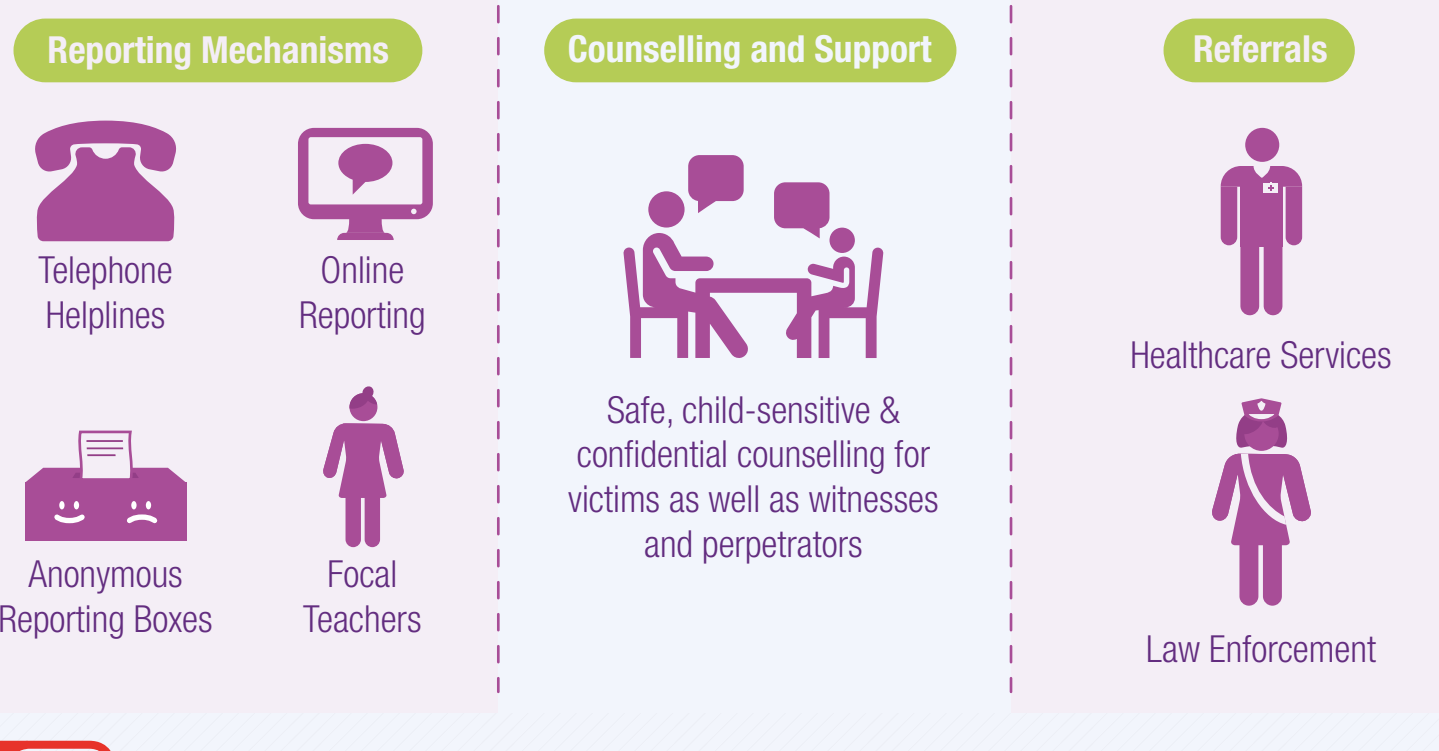 Reporting Mechanisms
Telephone
Helplines
Online
Reporting
Anonymous
Reporting Boxes
Focal
Teachers
Counselling and Support
Safe, child-sensitive &
confidential counselling for
victims as well as witnesses
and perpetrators
Referrals
Healthcare Services
Law Enforcement